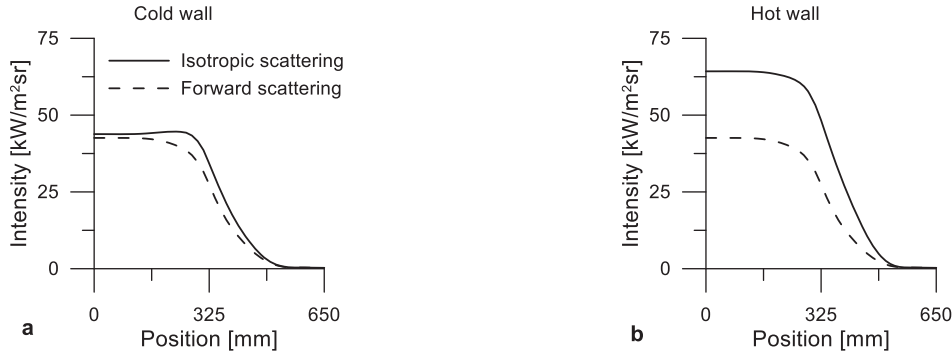 Cold wall
75
50
25
0
Intensity [kW/m²sr]
Isotropic scattering
Forward scattering
0 325 650
Position [mm]
a
Hot wall
75
50
25
0
Intensity [kW/m²sr]
0 325 650
Position [mm]
b